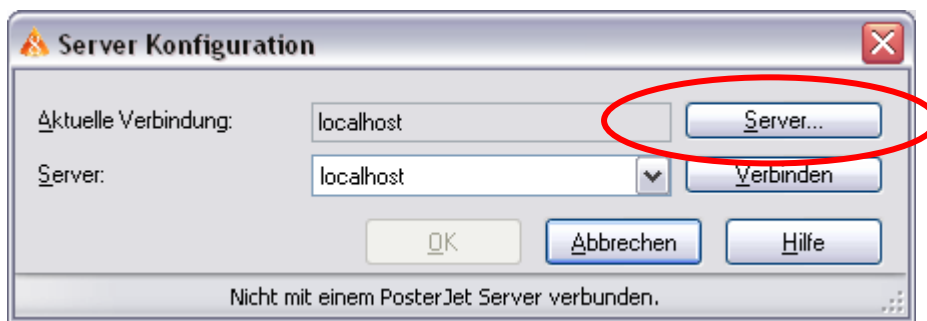 Server Konfiguration
Aktuelle Verbindung: localhost Server...
Server: localhost Verbinden
OK Abbrechen Hilfe
Nicht mit einem PosterJet Server verbunden.